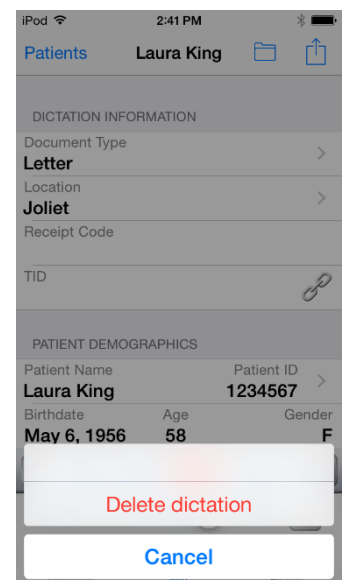 iPod 2:41 PM
Patients Laura King
DICTATION INFORMATION
Document Type
Letter
Location
Joliet
Receipt Code
TID
PATIENT DEMOGRAPHICS
Patient Name Patient ID
Laura King 1234567
Birthdate Age Gender
May 6, 1956 58 F
Delete dictation
Cancel